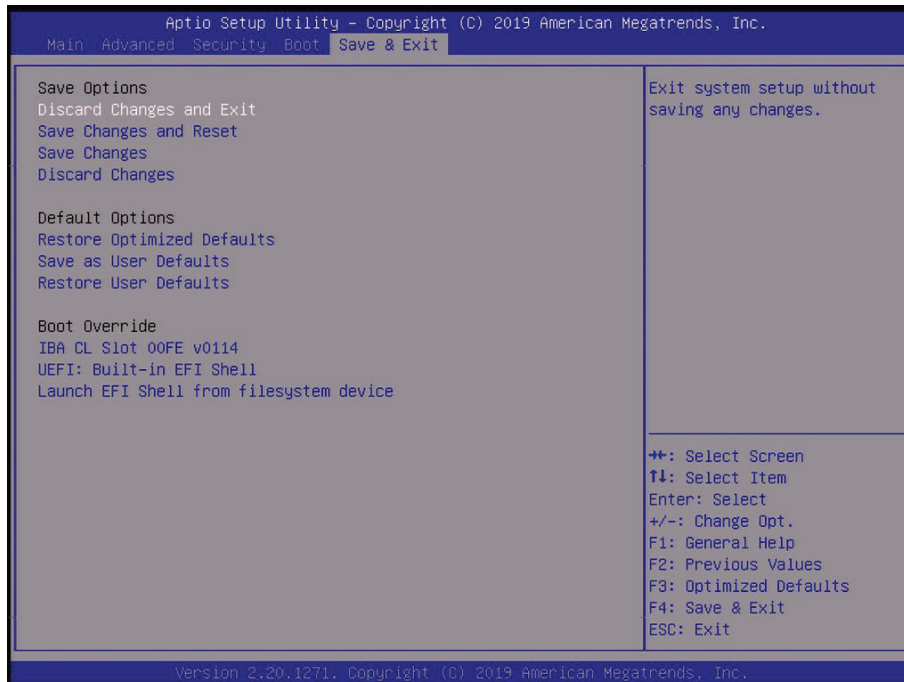 Aptio Setup Utility – Copyright (C) 2019 American Megatrends, Inc.
Main Advanced Security Boot Save & Exit
Save Options
Discard Changes and Exit
Save Changes and Reset
Save Changes
Discard Changes
Default Options
Restore Optimized Defaults
Save as User Defaults
Restore User Defaults
Boot Override
IBA CL Slot 00FE v0114
UEFI: Built-in EFI Shell
Launch EFI Shell from filesystem device
Exit system setup without
saving any changes.
→←: Select Screen
↑↓: Select Item
Enter: Select
+/-: Change Opt.
F1: General Help
F2: Previous Values
F3: Optimized Defaults
F4: Save & Exit
ESC: Exit
Version 2.20.1271. Copyright (C) 2019 American Megatrends, Inc.